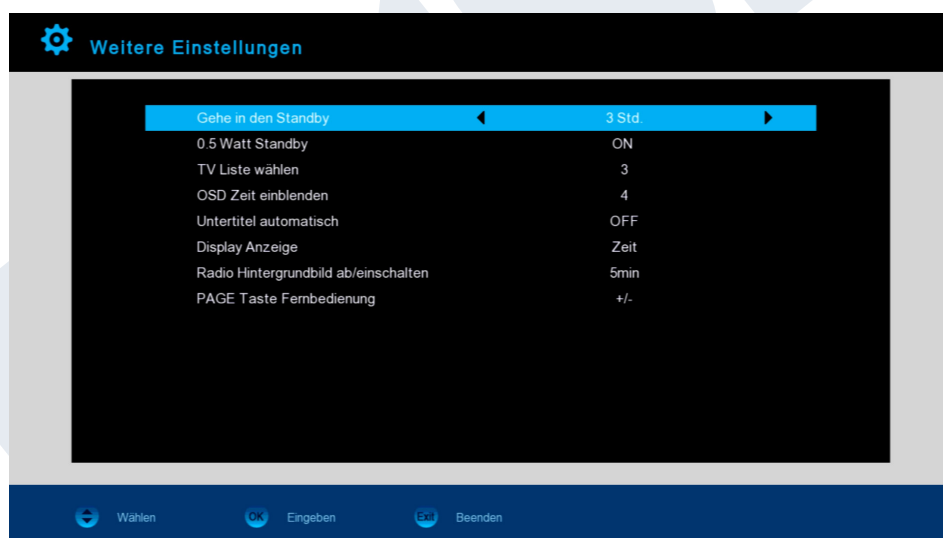 Weitere Einstellungen
Gehe in den Standby 3 Std.
0.5 Watt Standby ON
TV Liste wählen 3
OSD Zeit einblenden 4
Untertitel automatisch OFF
Display Anzeige Zeit
Radio Hintergrundbild ab/einschalten 5min
PAGE Taste Fernbedienung +/-
Wählen OK Eingeben Exit Beenden